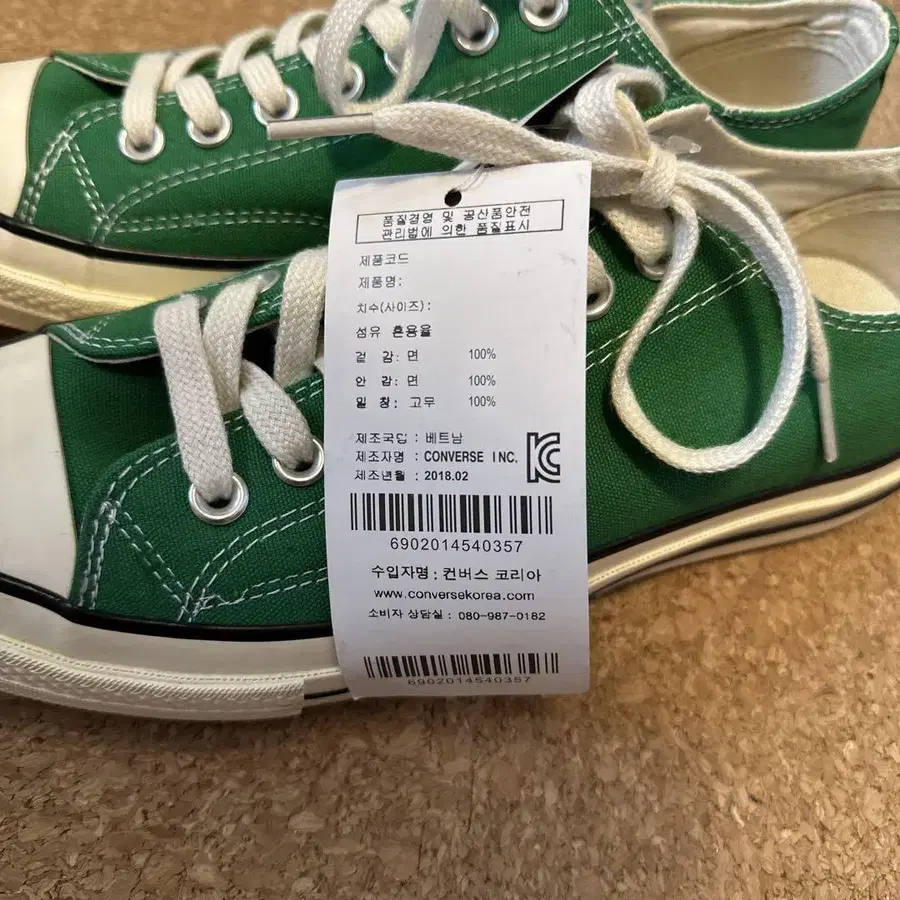 품질경영 및 공산품안전
관리법에 의한 품질표시
제품코드
제품명:
치수(사이즈):
섬유 혼용율
겉 감: 면 100%
안 감: 면 100%
밑 창: 고무 100%
제조국입 : 베트남
제조자명 : CONVERSE INC.
제조년월 : 2018.02
6902014540357
수입자명 : 컨버스 코리아
www.conversekorea.com
소비자 상담실 : 080-987-0182
6902014540357